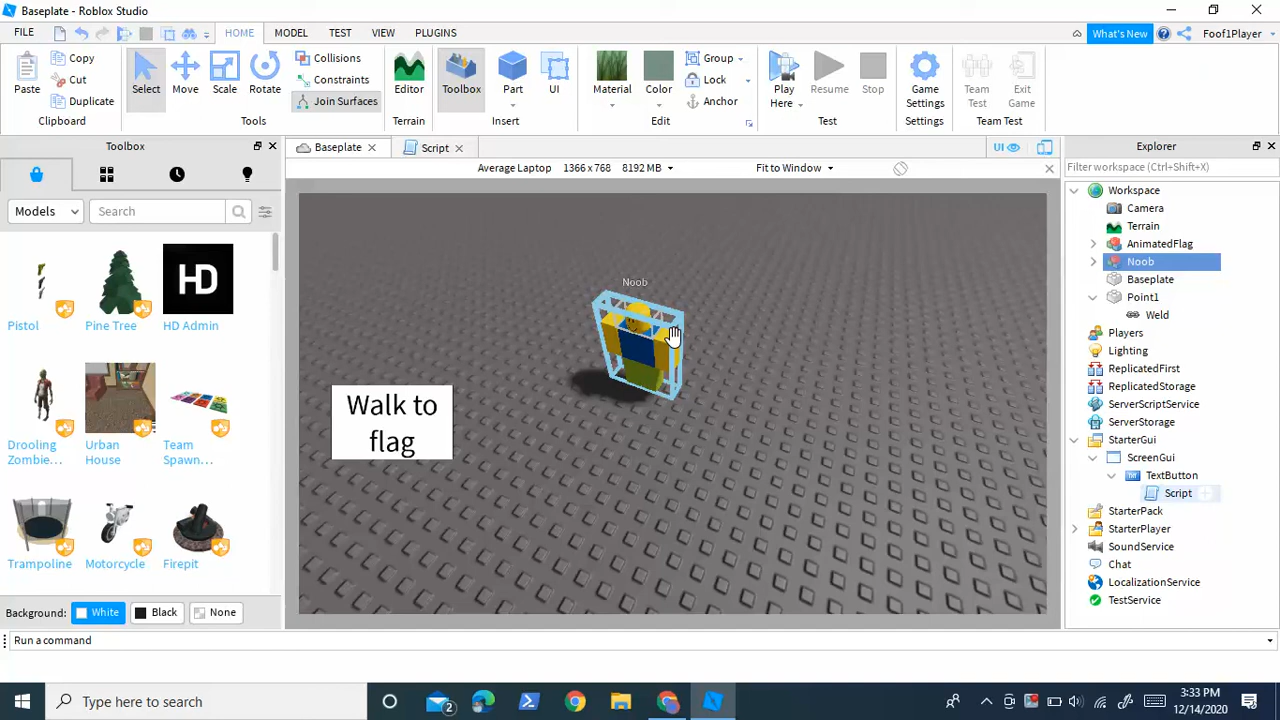 Baseplate - Roblox Studio
FILE HOME MODEL TEST VIEW PLUGINS What's New Foof1Player
Paste Copy Cut Duplicate Clipboard
Select Move Scale Rotate Tools
Collisions Constraints Join Surfaces
Editor Terrain
Toolbox Part UI Insert
Material Color Group Lock Anchor Edit
Play Here Resume Stop Test
Game Settings Settings
Team Test Exit Game Team Test
Toolbox
Models Search
Pistol Pine Tree HD Admin
Drooling Zombie... Urban House Team Spawn...
Trampoline Motorcycle Firepit
Background: White Black None
Baseplate Script
Average Laptop 1366 x 768 8192 MB Fit to Window UI
Noob
Walk to
flag
Explorer
Filter workspace (Ctrl+Shift+X)
Workspace
Camera
Terrain
AnimatedFlag
Noob
Baseplate
Point1
Weld
Players
Lighting
ReplicatedFirst
ReplicatedStorage
ServerScriptService
ServerStorage
StarterGui
ScreenGui
TextButton
Script
StarterPack
StarterPlayer
SoundService
Chat
LocalizationService
TestService
Run a command
Type here to search
2
3:33 PM
12/14/2020